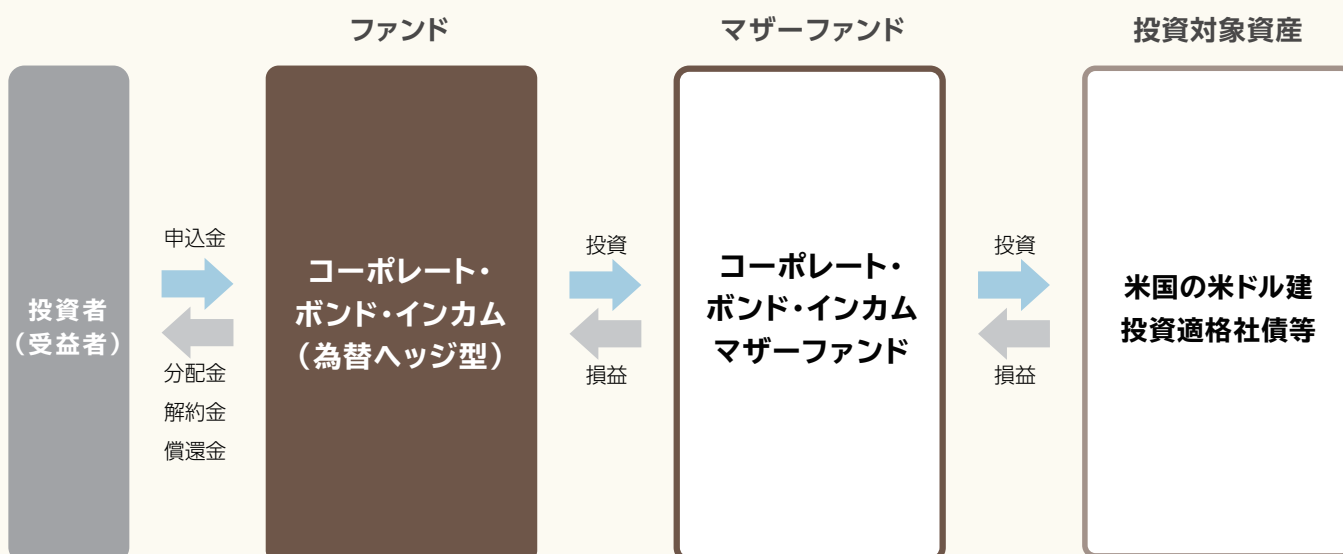 ファンド
マザーファンド
投資対象資産
投資者
（受益者）
申込金
分配金
解約金
償還金
コーポレート・
ボンド・インカム
（為替ヘッジ型）
投資
損益
コーポレート・
ボンド・インカム
マザーファンド
投資
損益
米国の米ドル建
投資適格社債等